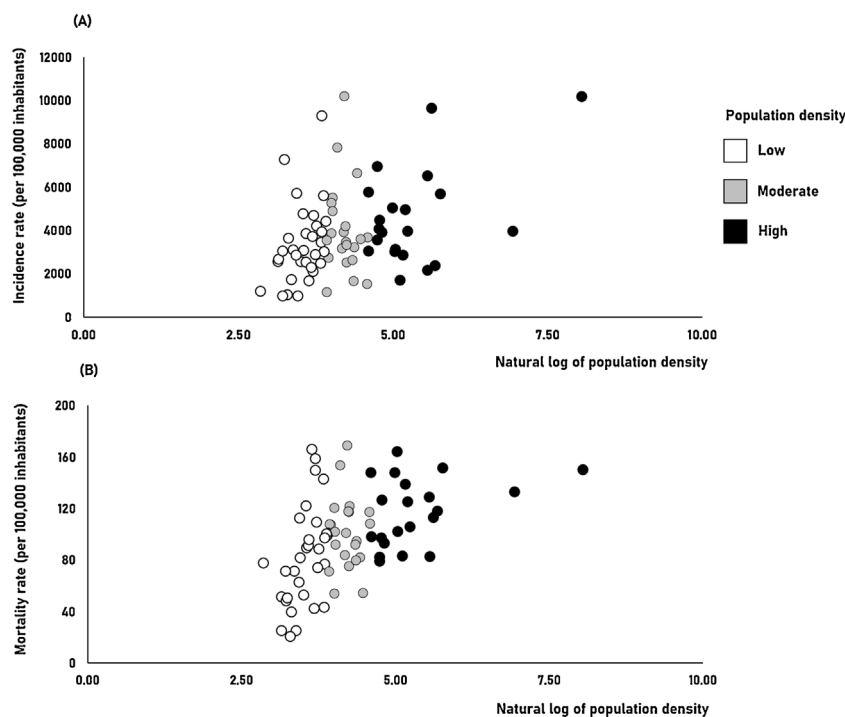 (A)
Incidence rate (per 100,000 inhabitants)
12000
10000
8000
6000
4000
2000
0
0.00
2.50
5.00
7.50
10.00
Natural log of population density
Population density
Low
Moderate
High
(B)
Mortality rate (per 100,000 inhabitants)
200
160
120
80
40
0
0.00
2.50
5.00
7.50
10.00
Natural log of population density